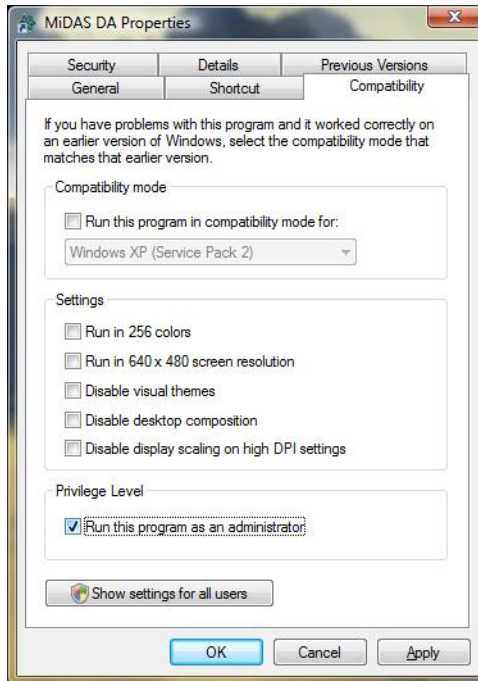 MiDAS DA Properties
Security Details Previous Versions
General Shortcut Compatibility
If you have problems with this program and it worked correctly on
an earlier version of Windows, select the compatibility mode that
matches that earlier version.
Compatibility mode
Run this program in compatibility mode for:
Windows XP (Service Pack 2)
Settings
Run in 256 colors
Run in 640 x 480 screen resolution
Disable visual themes
Disable desktop composition
Disable display scaling on high DPI settings
Privilege Level
Run this program as an administrator
Show settings for all users
OK Cancel Apply